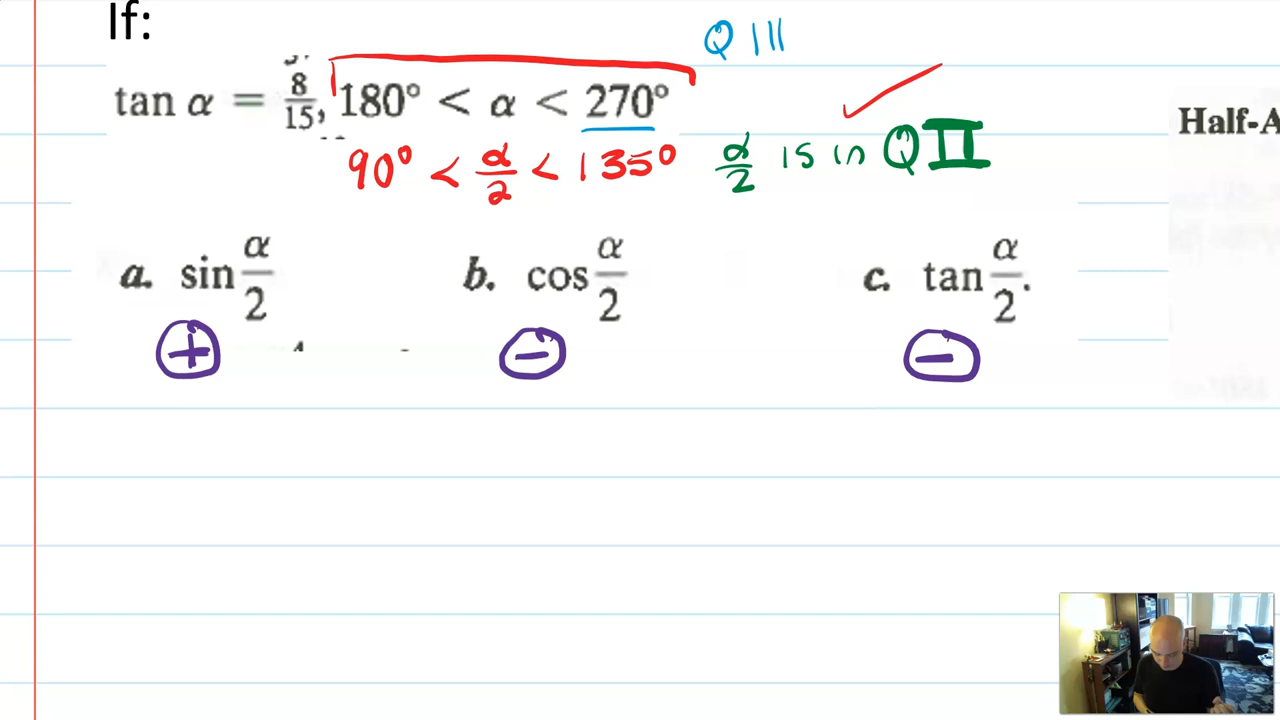 If:
Q III
tan α = 8/15, 180° < α < 270°
90° < α/2 < 135° α/2 is in QII
Half-A
a. sin α/2 b. cos α/2 c. tan α/2.
+ − −